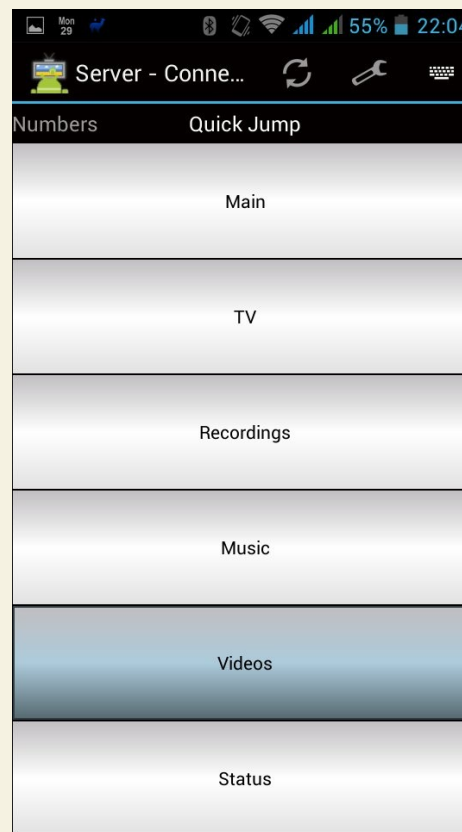 Mon
29
55%
22:04
Server - Conne...
Numbers
Quick Jump
Main
TV
Recordings
Music
Videos
Status